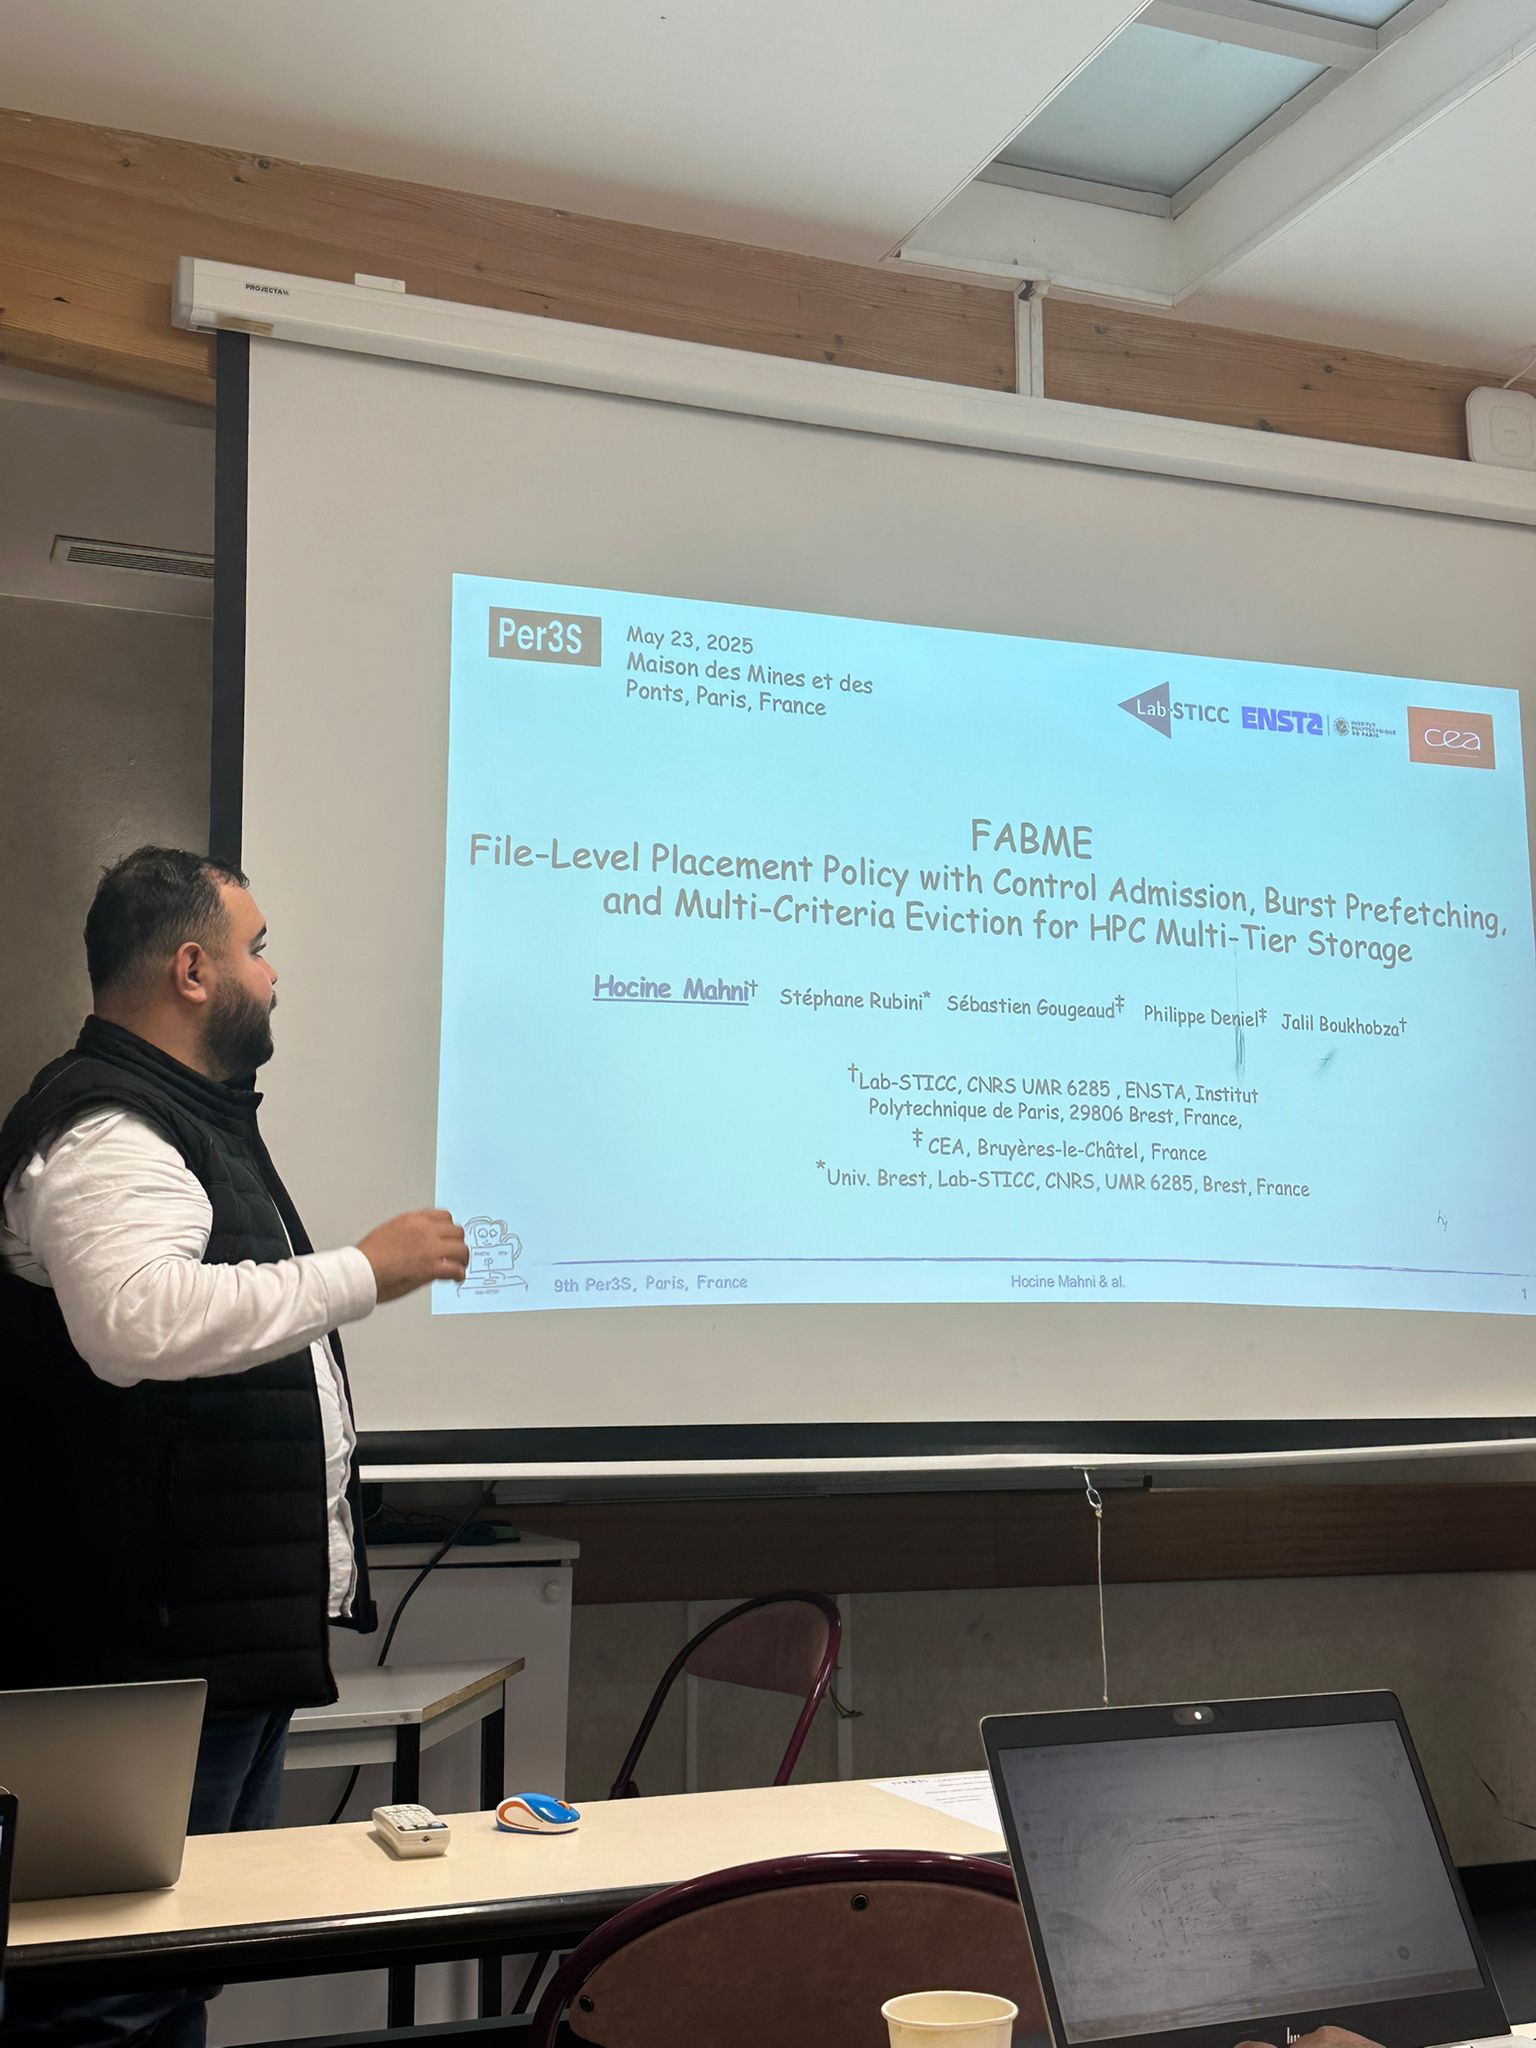 PROJECTA
Per3S
May 23, 2025
Maison des Mines et des
Ponts, Paris, France
Lab-STICC
ENSTA
INSTITUT
POLYTECHNIQUE
DE PARIS
cea
FABME
File-Level Placement Policy with Control Admission, Burst Prefetching,
and Multi-Criteria Eviction for HPC Multi-Tier Storage
Hocine Mahni† Stéphane Rubini* Sébastien Gougeaud‡ Philippe Deniel‡ Jalil Boukhobza†
†Lab-STICC, CNRS UMR 6285 , ENSTA, Institut
Polytechnique de Paris, 29806 Brest, France,
‡ CEA, Bruyères-le-Châtel, France
*Univ. Brest, Lab-STICC, CNRS, UMR 6285, Brest, France
9th Per3S, Paris, France
Hocine Mahni & al.
1